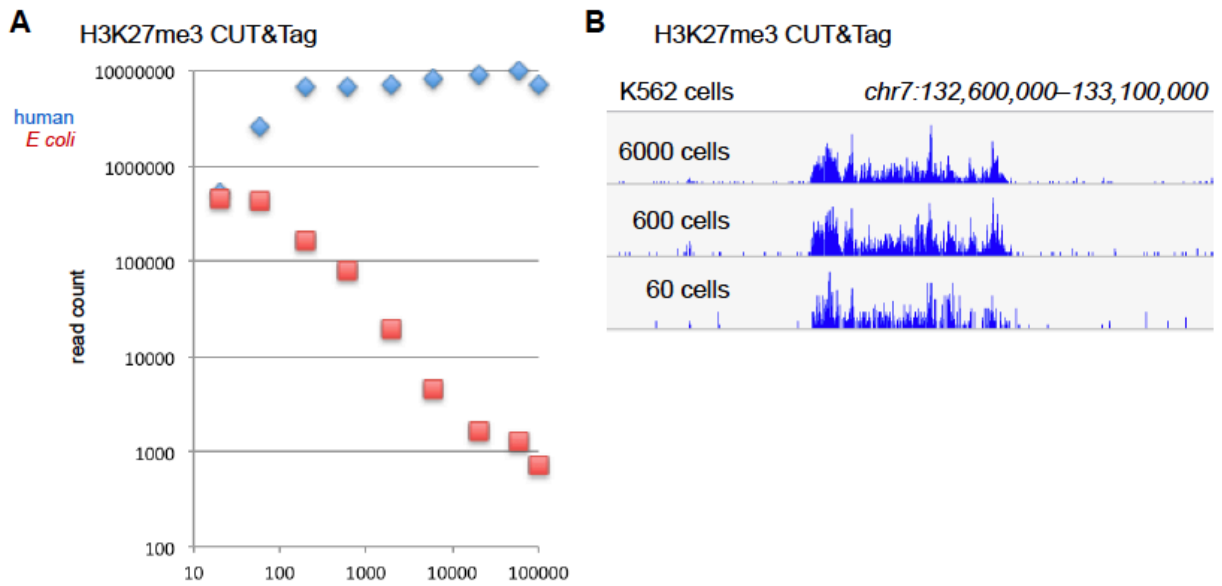 A
H3K27me3 CUT&Tag
human
E coli
read count
10000000
1000000
100000
10000
1000
100
10
100
1000
10000
100000
B
H3K27me3 CUT&Tag
K562 cells
chr7:132,600,000–133,100,000
6000 cells
600 cells
60 cells